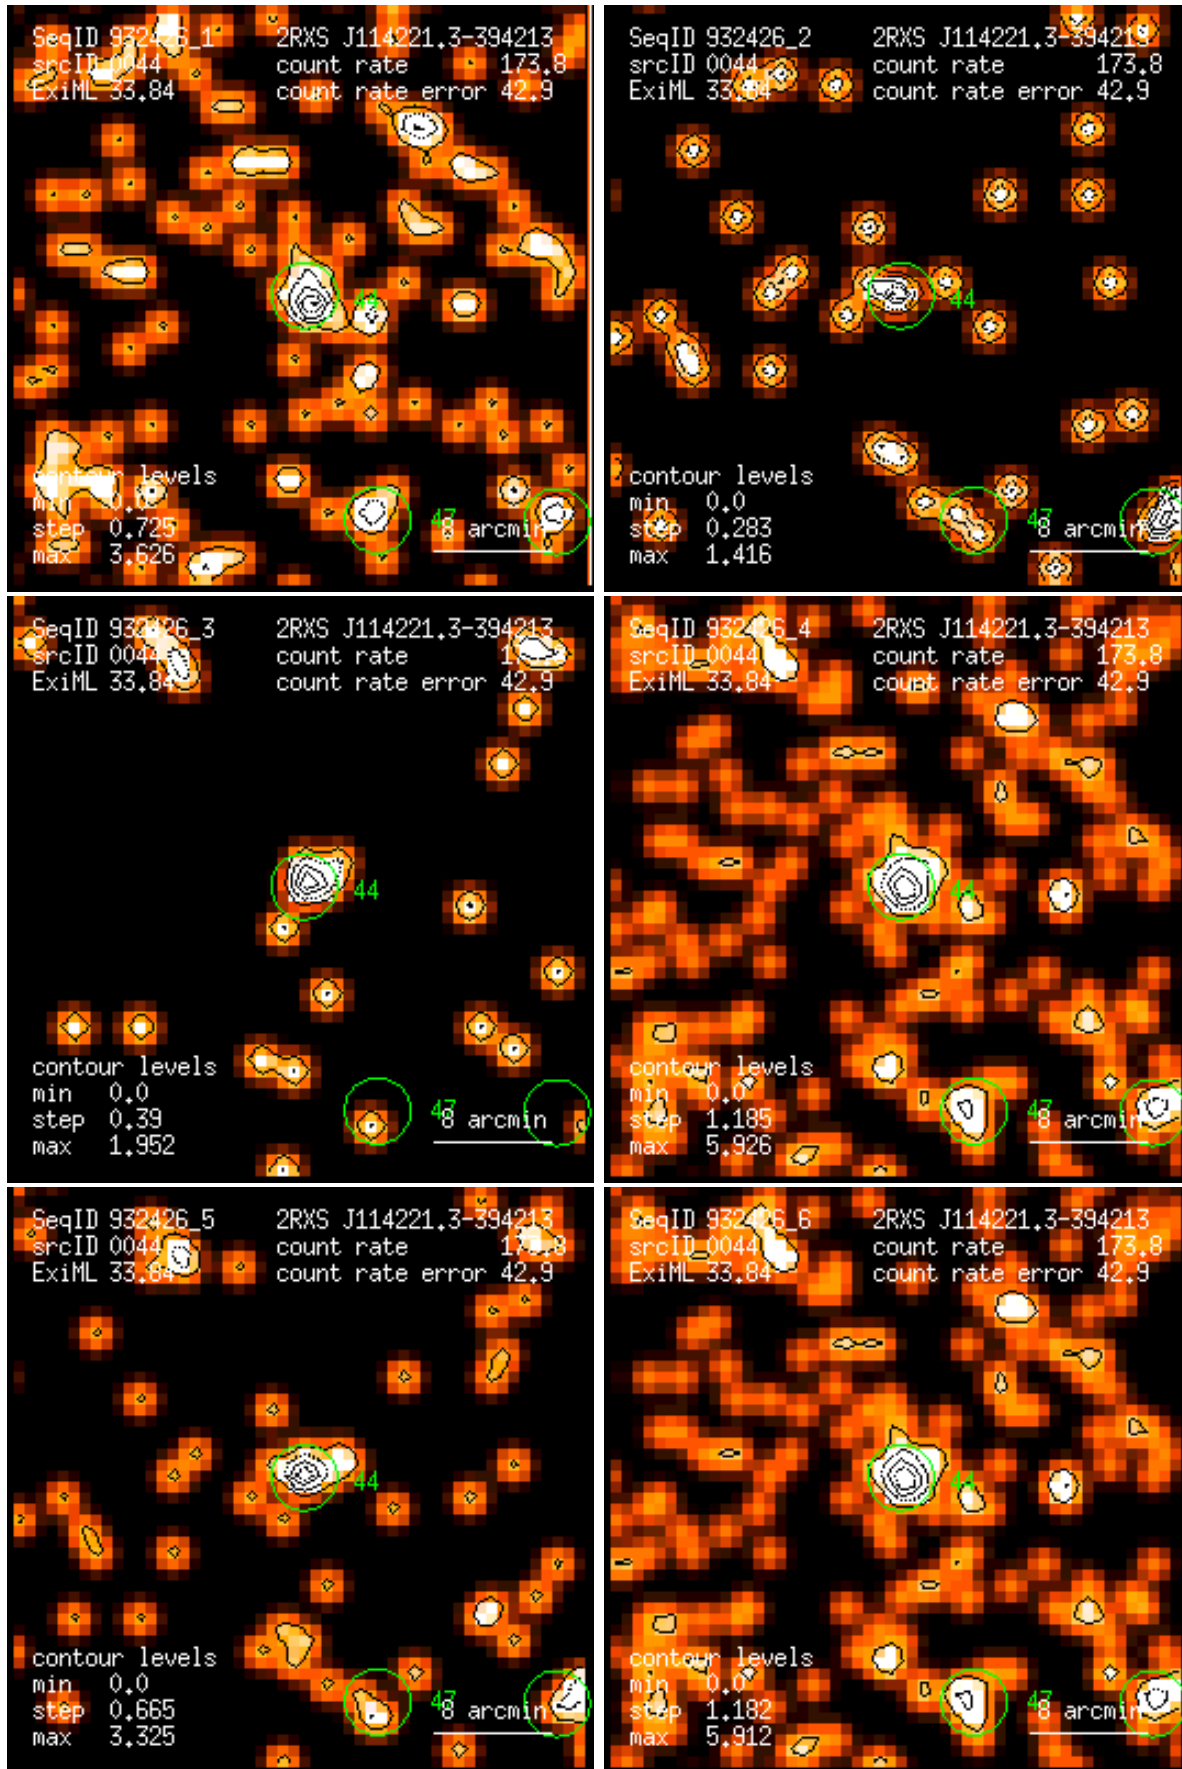 SeqID 932426_1 2RXS J114221.3-394213
srcID 0044 count rate 173.8
ExiML 33.84 count rate error 42.9
44
contour levels
min 0.0
step 0.725
max 3.626
47
8 arcmin
SeqID 932426_2 2RXS J114221.3-394213
srcID 0044 count rate 173.8
ExiML 33.84 count rate error 42.9
44
contour levels
min 0.0
step 0.283
max 1.416
47
8 arcmin
SeqID 932426_3 2RXS J114221.3-394213
srcID 0044 count rate 173.8
ExiML 33.84 count rate error 42.9
44
contour levels
min 0.0
step 0.39
max 1.952
47
8 arcmin
SeqID 932426_4 2RXS J114221.3-394213
srcID 0044 count rate 173.8
ExiML 33.84 count rate error 42.9
44
contour levels
min 0.0
step 1.185
max 5.926
47
8 arcmin
SeqID 932426_5 2RXS J114221.3-394213
srcID 0044 count rate 173.8
ExiML 33.84 count rate error 42.9
44
contour levels
min 0.0
step 0.665
max 3.325
47
8 arcmin
SeqID 932426_6 2RXS J114221.3-394213
srcID 0044 count rate 173.8
ExiML 33.84 count rate error 42.9
44
contour levels
min 0.0
step 1.182
max 5.912
47
8 arcmin